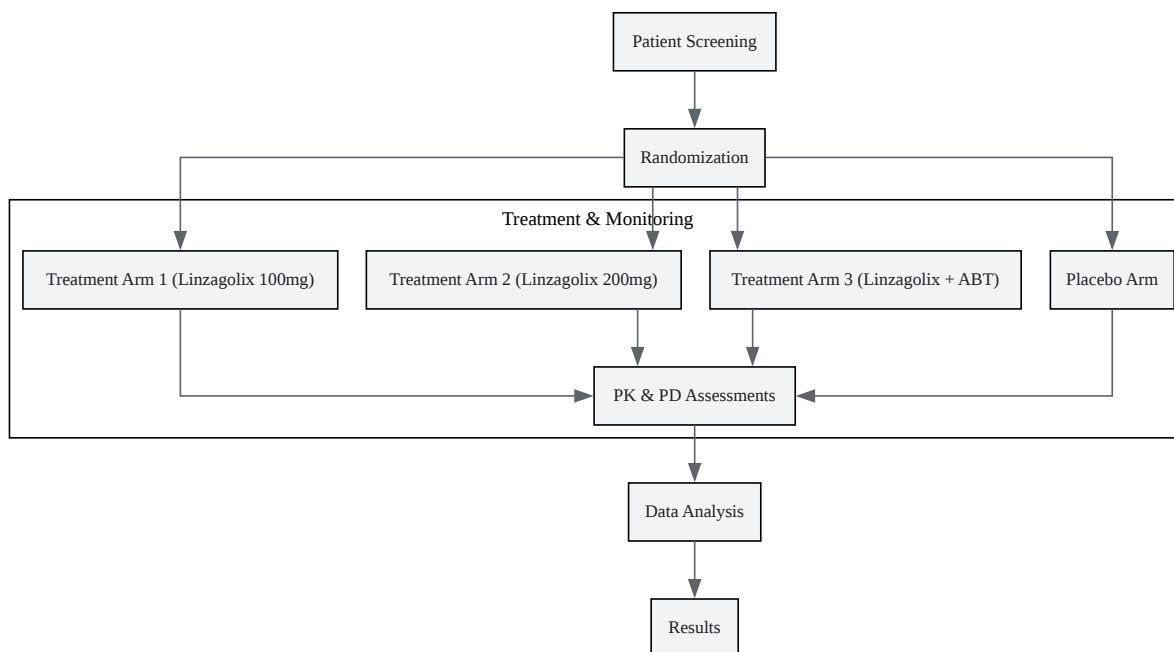 Patient Screening
Randomization
Treatment & Monitoring
Treatment Arm 1 (Linzagolix 100mg)
Treatment Arm 2 (Linzagolix 200mg)
Treatment Arm 3 (Linzagolix + ABT)
Placebo Arm
PK & PD Assessments
Data Analysis
Results